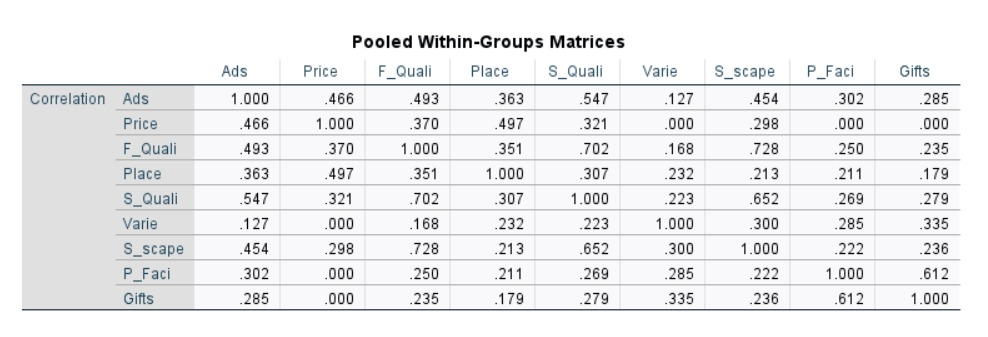 Pooled Within-Groups Matrices
Ads Price F_Quali Place S_Quali Varie S_scape P_Faci Gifts
Correlation Ads 1.000 .466 .493 .363 .547 .127 .454 .302 .285
Price .466 1.000 .370 .497 .321 .000 .298 .000 .000
F_Quali .493 .370 1.000 .351 .702 .168 .728 .250 .235
Place .363 .497 .351 1.000 .307 .232 .213 .211 .179
S_Quali .547 .321 .702 .307 1.000 .223 .652 .269 .279
Varie .127 .000 .168 .232 .223 1.000 .300 .285 .335
S_scape .454 .298 .728 .213 .652 .300 1.000 .222 .236
P_Faci .302 .000 .250 .211 .269 .285 .222 1.000 .612
Gifts .285 .000 .235 .179 .279 .335 .236 .612 1.000